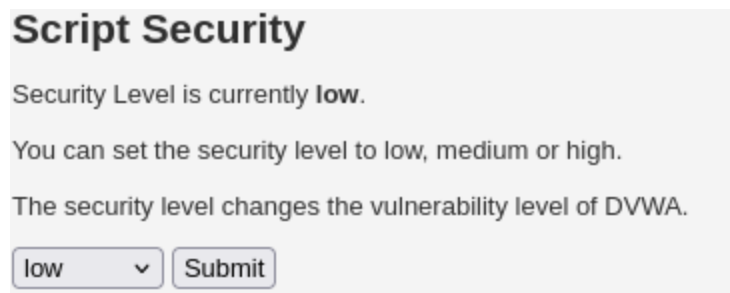 Script Security
Security Level is currently low.
You can set the security level to low, medium or high.
The security level changes the vulnerability level of DVWA.
low Submit